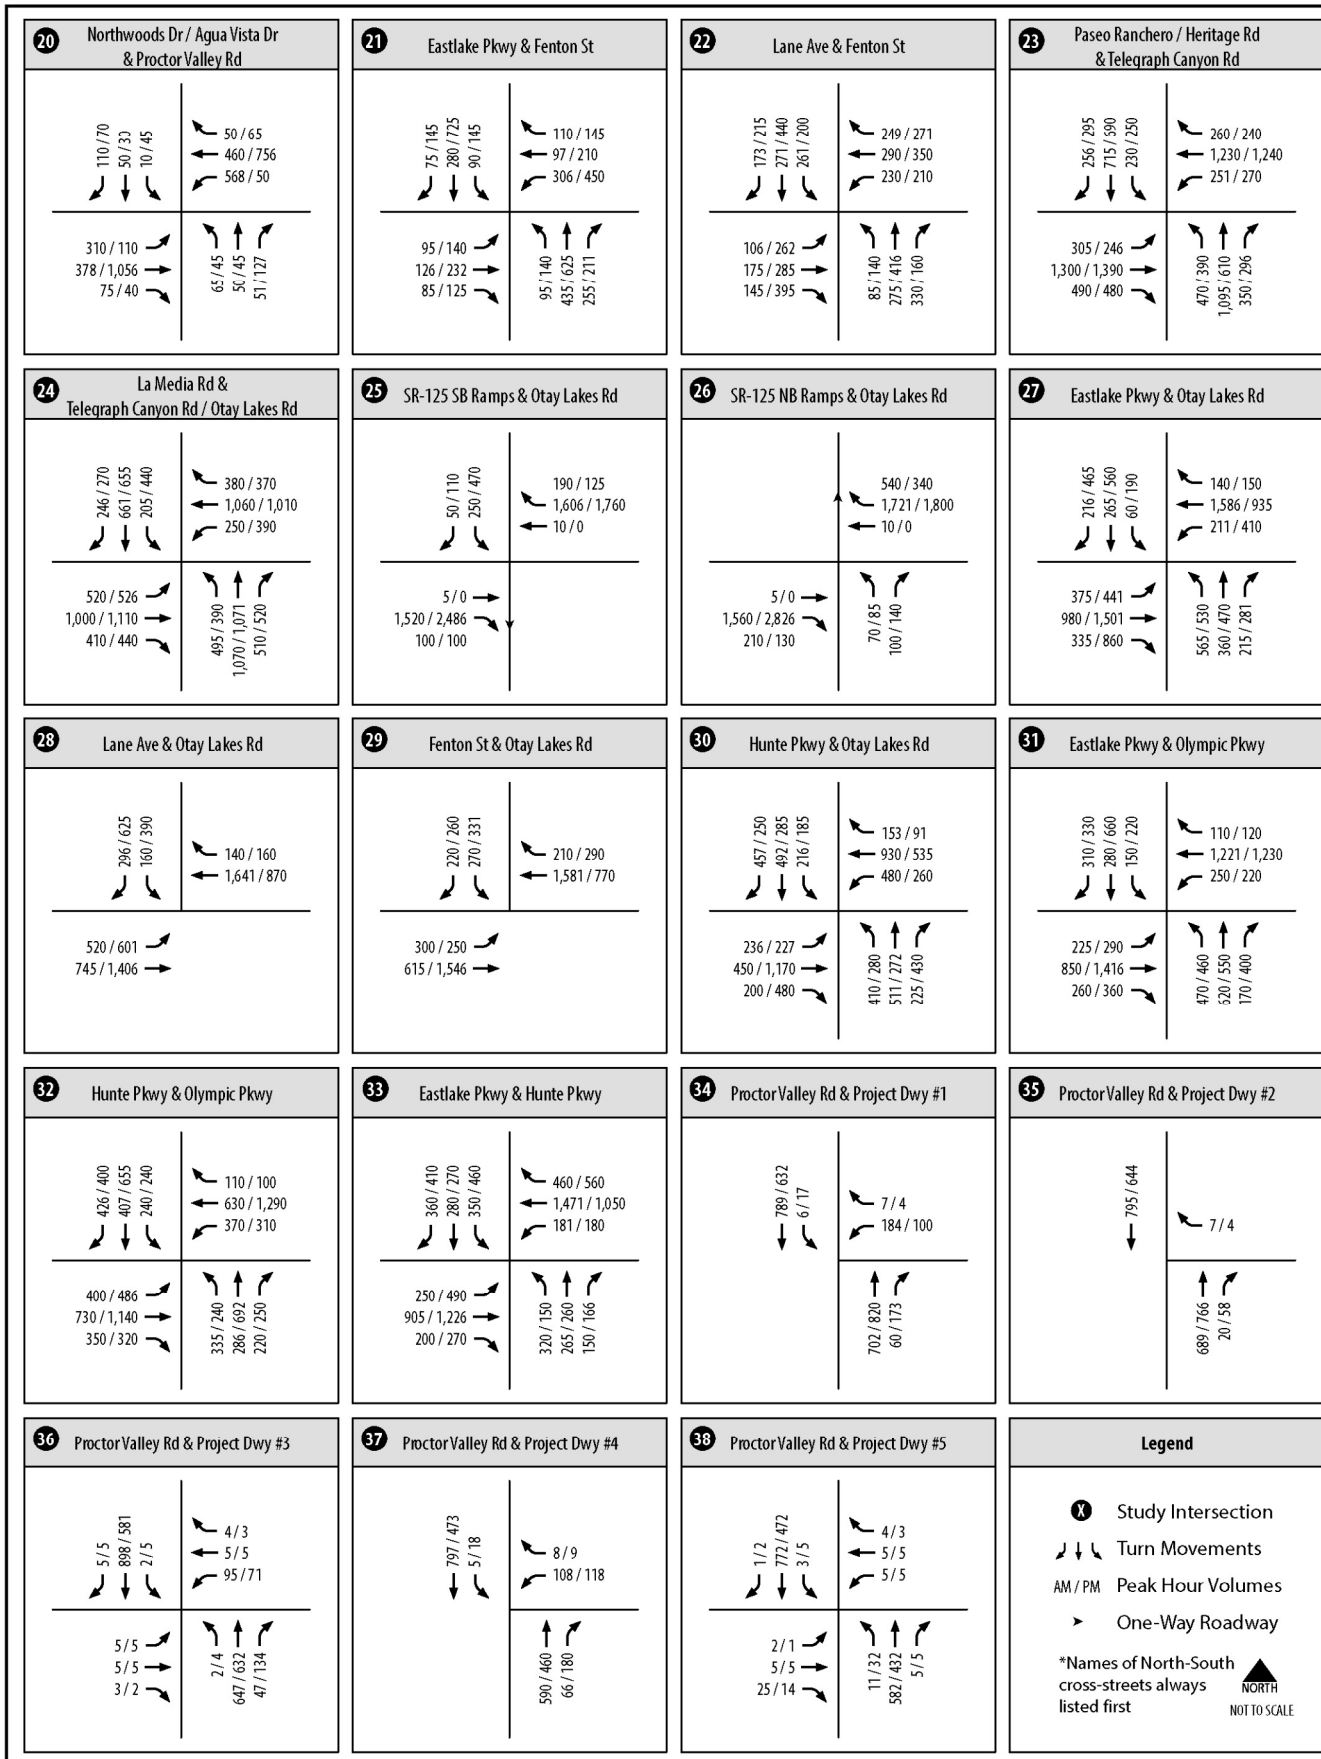 20 Northwoods Dr / Agua Vista Dr
& Proctor Valley Rd
110 / 70
50 / 30
10 / 45
50 / 65
460 / 756
568 / 50
310 / 110
378 / 1,056
75 / 40
65 / 45
50 / 45
51 / 127
21 Eastlake Pkwy & Fenton St
75 / 145
280 / 725
90 / 145
110 / 145
97 / 210
306 / 450
95 / 140
126 / 232
85 / 125
95 / 140
435 / 625
255 / 211
22 Lane Ave & Fenton St
173 / 215
271 / 440
261 / 200
249 / 271
290 / 350
230 / 210
106 / 262
175 / 285
145 / 395
85 / 140
275 / 416
330 / 160
23 Paseo Ranchero / Heritage Rd
& Telegraph Canyon Rd
256 / 295
715 / 590
230 / 250
260 / 240
1,230 / 1,240
251 / 270
305 / 246
1,300 / 1,390
490 / 480
470 / 390
1,095 / 610
350 / 296
24 La Media Rd &
Telegraph Canyon Rd / Otay Lakes Rd
246 / 270
661 / 655
205 / 440
380 / 370
1,060 / 1,010
250 / 390
520 / 526
1,000 / 1,110
410 / 440
495 / 390
1,070 / 1,071
510 / 520
25 SR-125 SB Ramps & Otay Lakes Rd
50 / 110
250 / 470
190 / 125
1,606 / 1,760
10 / 0
5 / 0
1,520 / 2,486
100 / 100
26 SR-125 NB Ramps & Otay Lakes Rd
540 / 340
1,721 / 1,800
10 / 0
5 / 0
1,560 / 2,826
210 / 130
70 / 85
100 / 140
27 Eastlake Pkwy & Otay Lakes Rd
216 / 465
265 / 560
60 / 190
140 / 150
1,586 / 935
211 / 410
375 / 441
980 / 1,501
335 / 860
565 / 530
360 / 470
215 / 281
28 Lane Ave & Otay Lakes Rd
296 / 625
160 / 390
140 / 160
1,641 / 870
520 / 601
745 / 1,406
29 Fenton St & Otay Lakes Rd
220 / 260
270 / 331
210 / 290
1,581 / 770
300 / 250
615 / 1,546
30 Hunte Pkwy & Otay Lakes Rd
457 / 250
492 / 285
216 / 185
153 / 91
930 / 535
480 / 260
236 / 227
450 / 1,170
200 / 480
410 / 280
511 / 272
225 / 430
31 Eastlake Pkwy & Olympic Pkwy
310 / 330
280 / 660
150 / 220
110 / 120
1,221 / 1,230
250 / 220
225 / 290
850 / 1,416
260 / 360
470 / 460
620 / 550
170 / 400
32 Hunte Pkwy & Olympic Pkwy
426 / 400
407 / 655
240 / 240
110 / 100
630 / 1,290
370 / 310
400 / 486
730 / 1,140
350 / 320
335 / 240
286 / 692
220 / 250
33 Eastlake Pkwy & Hunte Pkwy
360 / 410
280 / 270
350 / 460
460 / 560
1,471 / 1,050
181 / 180
250 / 490
905 / 1,226
200 / 270
320 / 150
265 / 260
150 / 166
34 Proctor Valley Rd & Project Dwy #1
789 / 632
6 / 17
7 / 4
184 / 100
702 / 820
60 / 173
35 Proctor Valley Rd & Project Dwy #2
795 / 644
7 / 4
689 / 766
20 / 58
36 Proctor Valley Rd & Project Dwy #3
5 / 5
898 / 581
2 / 5
4 / 3
5 / 5
95 / 71
5 / 5
5 / 5
3 / 2
2 / 4
647 / 632
47 / 134
37 Proctor Valley Rd & Project Dwy #4
797 / 473
5 / 18
8 / 9
108 / 118
590 / 460
66 / 180
38 Proctor Valley Rd & Project Dwy #5
1 / 2
772 / 472
3 / 5
4 / 3
5 / 5
5 / 5
2 / 1
5 / 5
25 / 14
11 / 32
582 / 432
5 / 5
Legend
X Study Intersection
Turn Movements
AM / PM Peak Hour Volumes
One-Way Roadway
*Names of North-South
cross-streets always
listed first
NORTH
NOT TO SCALE